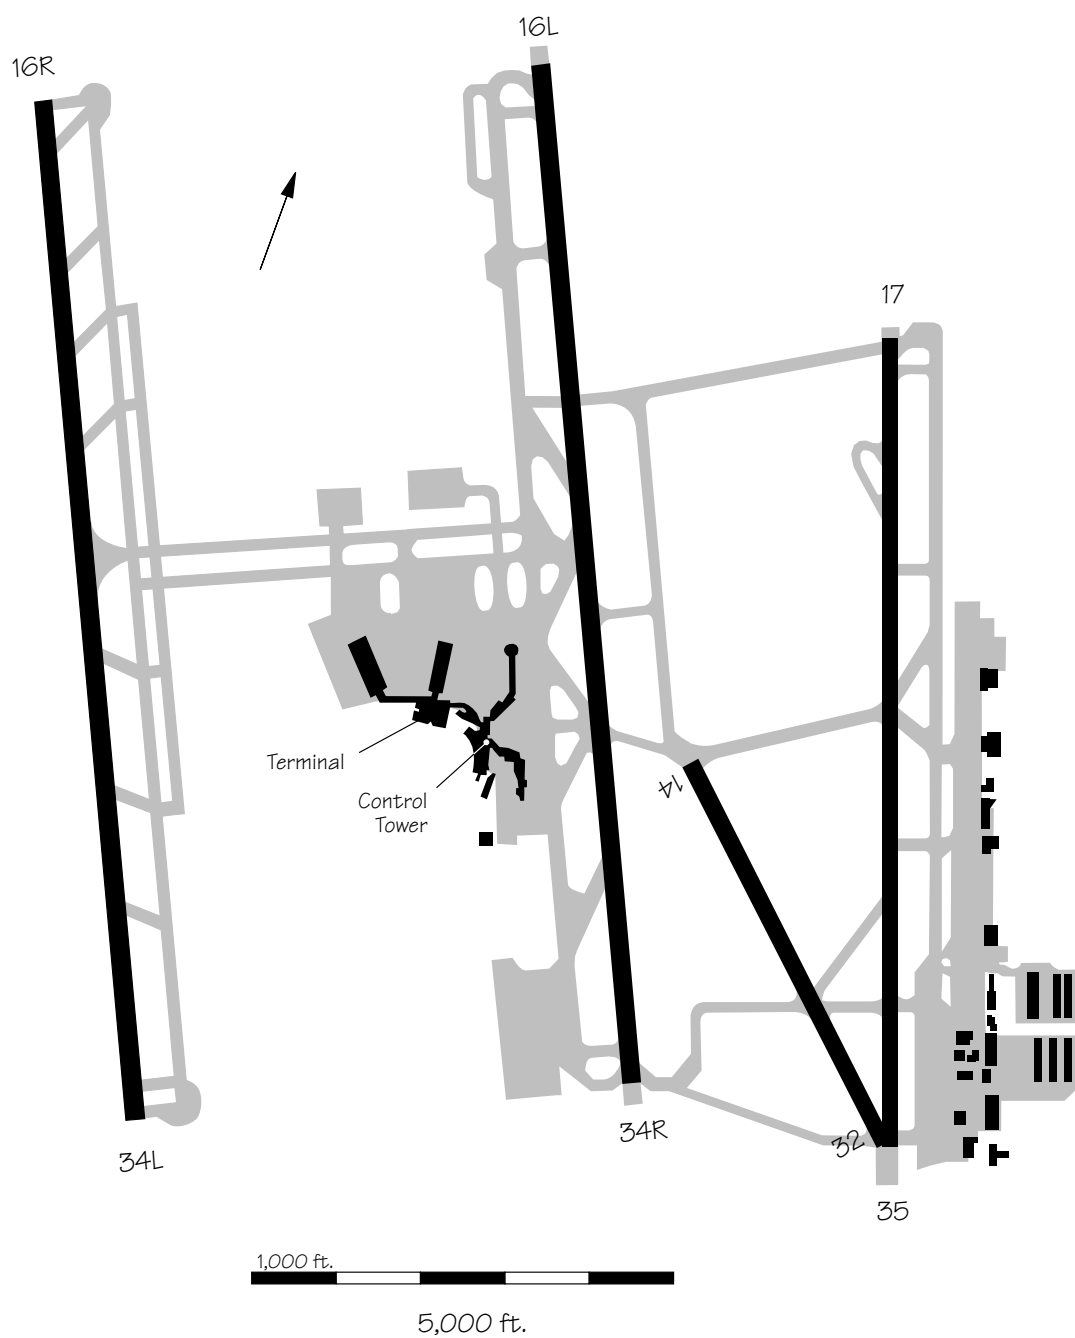 16L
16R
17
14
Terminal
Control
Tower
34R
32
34L
35
1,000 ft.
5,000 ft.